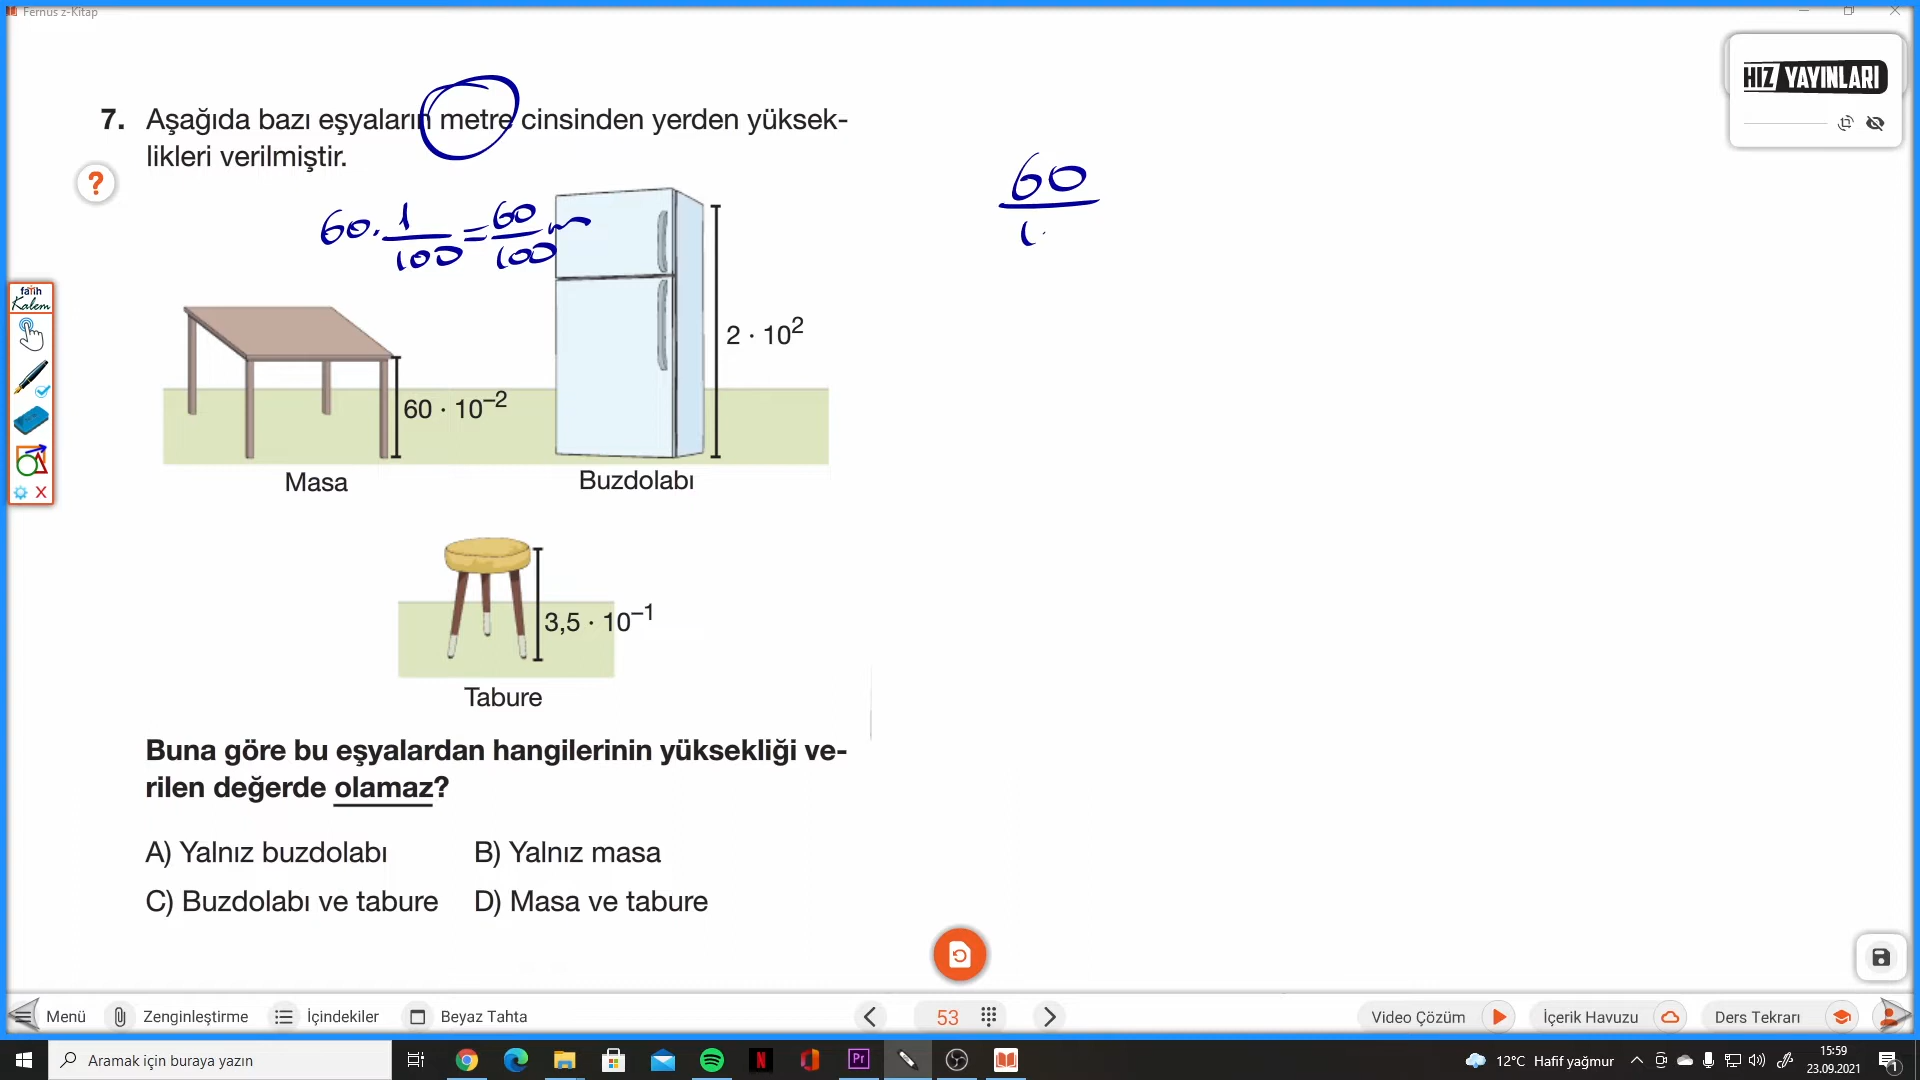 Fernus z-Kitap
HIZ YAYINLARI
7. Aşağıda bazı eşyaların metre cinsinden yerden yüksek-
likleri verilmiştir.
?
60 · 1/100 = 60/100 m
60
fatih
Kalem
2 · 10²
60 · 10⁻²
Masa
Buzdolabı
3,5 · 10⁻¹
Tabure
Buna göre bu eşyalardan hangilerinin yüksekliği ve-
rilen değerde olamaz?
A) Yalnız buzdolabı B) Yalnız masa
C) Buzdolabı ve tabure D) Masa ve tabure
Menü Zenginleştirme İçindekiler Beyaz Tahta 53 Video Çözüm İçerik Havuzu Ders Tekrarı
Aramak için buraya yazın
Pr
12°C Hafif yağmur
15:59
23.09.2021
1